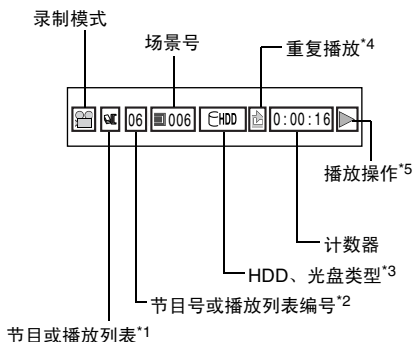 录制模式
场景号
重复播放*4
06 006 HDD 0:00:16
播放操作*5
计数器
HDD、光盘类型*3
节目号或播放列表编号*2
节目或播放列表*1